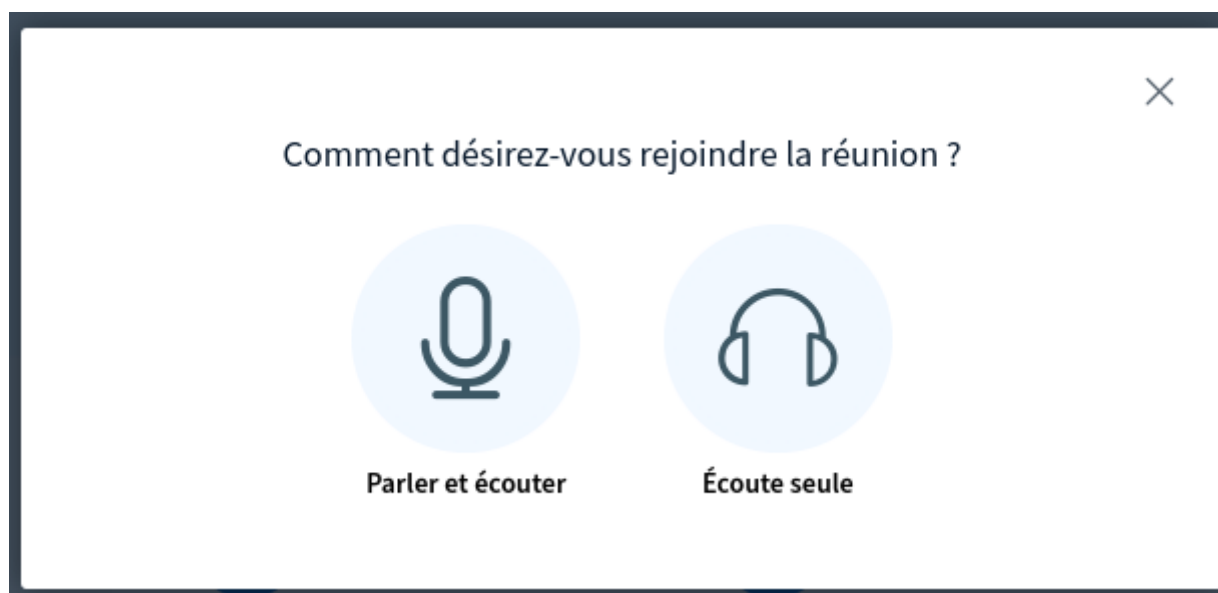 Comment désirez-vous rejoindre la réunion ?
Parler et écouter
Écoute seule